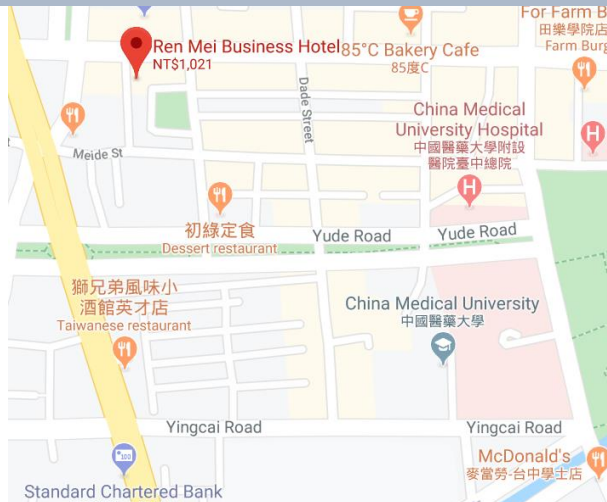 For Farm B
田樂學院店
Farm Burg
Ren Mei Business Hotel
NT$1,021
85°C Bakery Cafe
85度C
Dade Street
China Medical
University Hospital
中國醫藥大學附設
醫院臺中總院
H
H
Meide St
初綠定食
Dessert restaurant
Yude Road
Yude Road
獅兄弟風味小
酒館英才店
Taiwanese restaurant
China Medical University
中國醫藥大學
Yingcai Road
Yingcai Road
100
Standard Chartered Bank
McDonald's
麥當勞-台中學士店